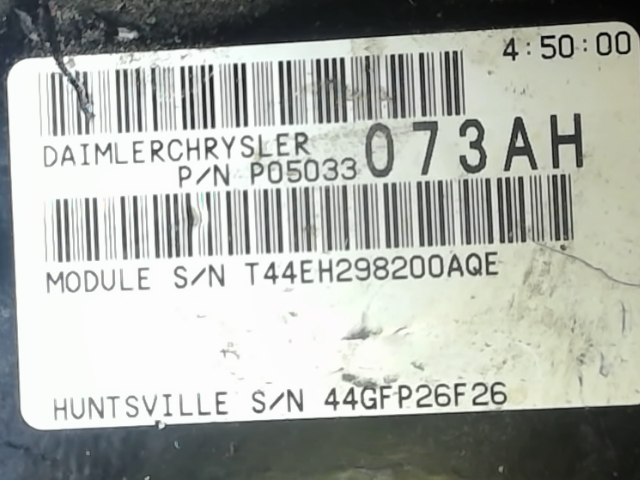 4:50:00
DAIMLERCHRYSLER
P/N P05033 073AH
MODULE S/N T44EH298200AQE
HUNTSVILLE S/N 44GFP26F26